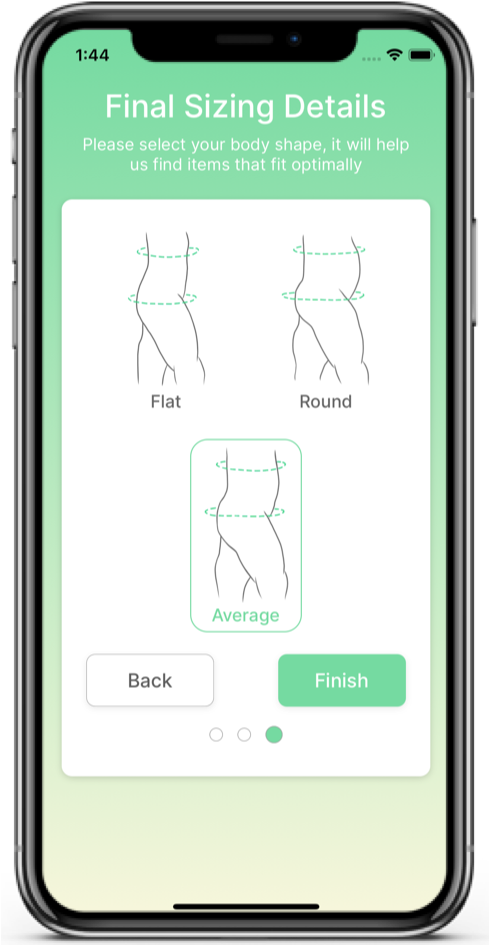 1:44
Final Sizing Details
Please select your body shape, it will help
us find items that fit optimally
Flat
Round
Average
Back
Finish